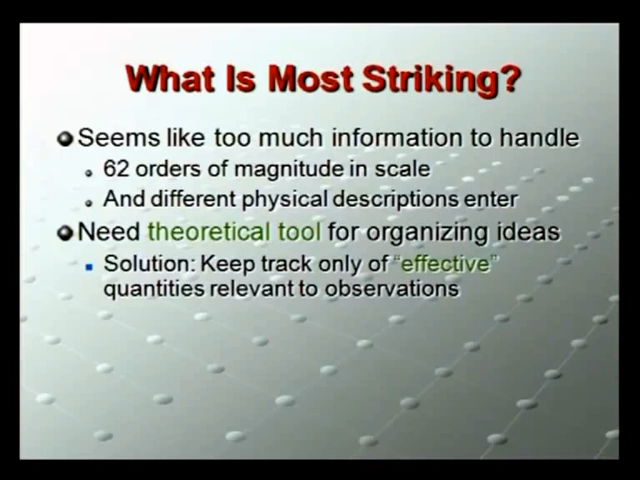 What Is Most Striking?
Seems like too much information to handle
62 orders of magnitude in scale
And different physical descriptions enter
Need theoretical tool for organizing ideas
Solution: Keep track only of “effective”
quantities relevant to observations